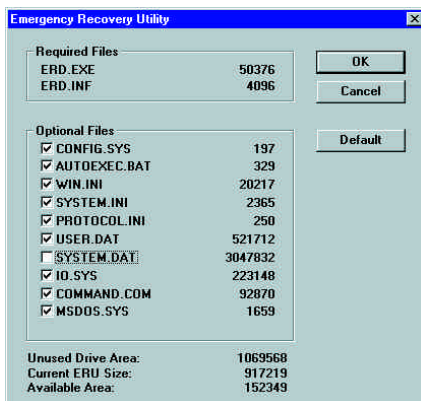 Emergency Recovery Utility
Required Files
ERD.EXE 50376
ERD.INF 4096
OK
Cancel
Default
Optional Files
CONFIG.SYS 197
AUTOEXEC.BAT 329
WIN.INI 20217
SYSTEM.INI 2365
PROTOCOL.INI 250
USER.DAT 521712
SYSTEM.DAT 3047832
IO.SYS 223148
COMMAND.COM 92870
MSDOS.SYS 1659
Unused Drive Area: 1069568
Current ERU Size: 917219
Available Area: 152349